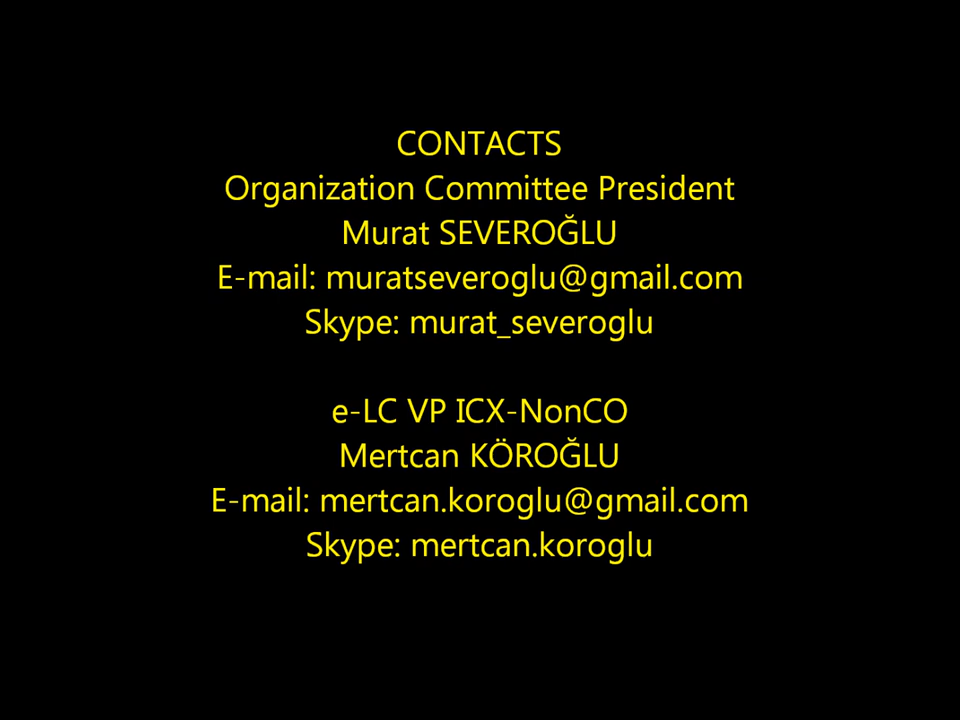 CONTACTS
Organization Committee President
Murat SEVEROĞLU
E-mail: muratseveroglu@gmail.com
Skype: murat_severoglu
e-LC VP ICX-NonCO
Mertcan KÖROĞLU
E-mail: mertcan.koroglu@gmail.com
Skype: mertcan.koroglu